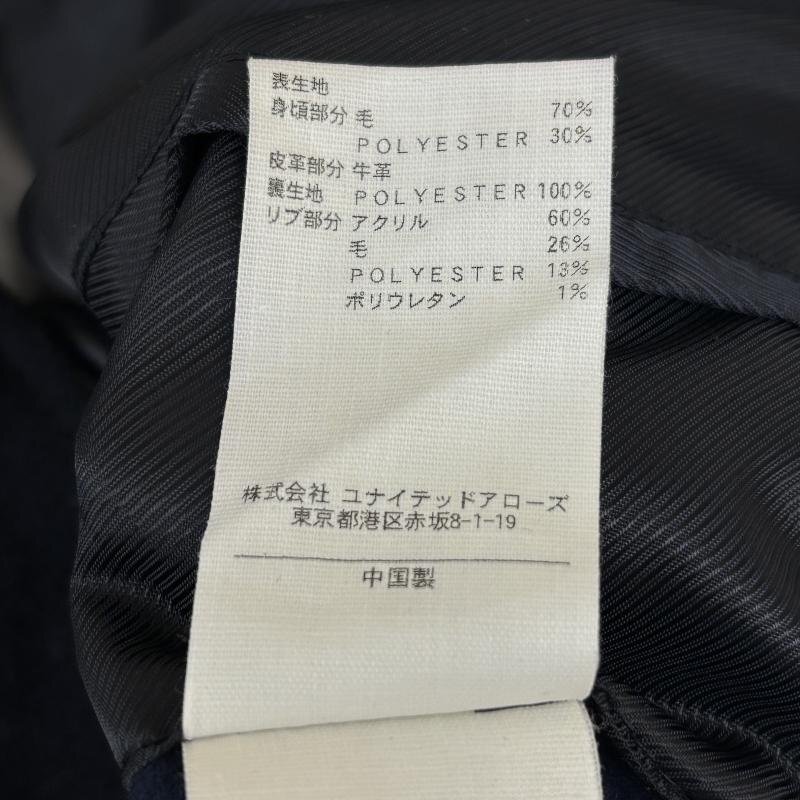 表生地
身頃部分 毛 70%
POLYESTER 30%
皮革部分 牛革
裏生地 POLYESTER 100%
リブ部分 アクリル 60%
毛 26%
POLYESTER 13%
ポリウレタン 1%
株式会社 ユナイテッドアローズ
東京都港区赤坂8-1-19
中国製